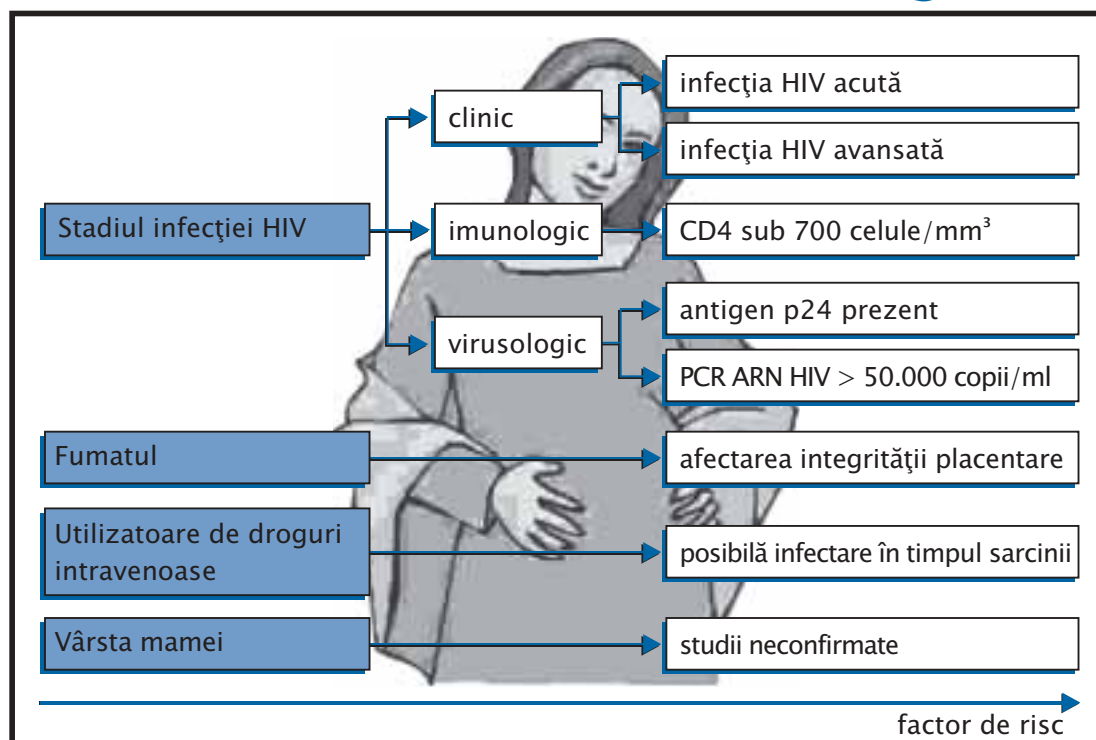 clinic
infecţia HIV acută
infecţia HIV avansată
Stadiul infecţiei HIV
imunologic
CD4 sub 700 celule/mm³
virusologic
antigen p24 prezent
PCR ARN HIV > 50.000 copii/ml
Fumatul
afectarea integrităţii placentare
Utilizatoare de droguri
intravenoase
posibilă infectare în timpul sarcinii
Vârsta mamei
studii neconfirmate
factor de risc